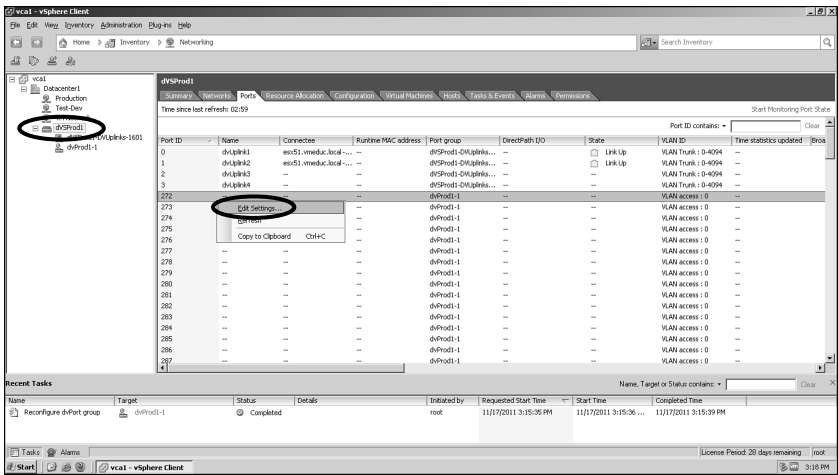 vca1 - vSphere Client
File Edit View Inventory Administration Plug-ins Help
Home Inventory Networking Search Inventory
vca1
Datacenter1
Production
Test-Dev
dVSProd1
dVSProd1-DVUplinks-1601
dvProd1-1
dVSProd1
Summary Networks Ports Resource Allocation Configuration Virtual Machines Hosts Tasks & Events Alarms Permissions
Time since last refresh: 02:59 Start Monitoring Port State
Port ID contains: Clear
Port ID Name Connectee Runtime MAC address Port group DirectPath I/O State VLAN ID Time statistics updated Broa
0 dvUplink1 esx51.vmeduc.local -... -- dVSProd1-DVUplinks... -- Link Up VLAN Trunk : 0-4094 --
1 dvUplink2 esx51.vmeduc.local -... -- dVSProd1-DVUplinks... -- Link Up VLAN Trunk : 0-4094 --
2 dvUplink3 -- -- dVSProd1-DVUplinks... -- -- VLAN Trunk : 0-4094 --
3 dvUplink4 -- -- dVSProd1-DVUplinks... -- -- VLAN Trunk : 0-4094 --
272 -- -- -- dvProd1-1 -- -- VLAN access : 0 --
273 -- dvProd1-1 -- -- VLAN access : 0 --
274 -- dvProd1-1 -- -- VLAN access : 0 --
275 -- dvProd1-1 -- -- VLAN access : 0 --
276 -- dvProd1-1 -- -- VLAN access : 0 --
Edit Settings...
Refresh
Copy to Clipboard Ctrl+C
277 -- -- -- dvProd1-1 -- -- VLAN access : 0 --
278 -- -- -- dvProd1-1 -- -- VLAN access : 0 --
279 -- -- -- dvProd1-1 -- -- VLAN access : 0 --
280 -- -- -- dvProd1-1 -- -- VLAN access : 0 --
281 -- -- -- dvProd1-1 -- -- VLAN access : 0 --
282 -- -- -- dvProd1-1 -- -- VLAN access : 0 --
283 -- -- -- dvProd1-1 -- -- VLAN access : 0 --
284 -- -- -- dvProd1-1 -- -- VLAN access : 0 --
285 -- -- -- dvProd1-1 -- -- VLAN access : 0 --
286 -- -- -- dvProd1-1 -- -- VLAN access : 0 --
287 -- -- -- dvProd1-1 -- -- VLAN access : 0 --
Recent Tasks Name, Target or Status contains: Clear
Name Target Status Details Initiated by Requested Start Time Start Time Completed Time
Reconfigure dvPort group dvProd1-1 Completed root 11/17/2011 3:15:35 PM 11/17/2011 3:15:36 ... 11/17/2011 3:15:39 PM
Tasks Alarms License Period: 28 days remaining root
Start vca1 - vSphere Client 3:18 PM